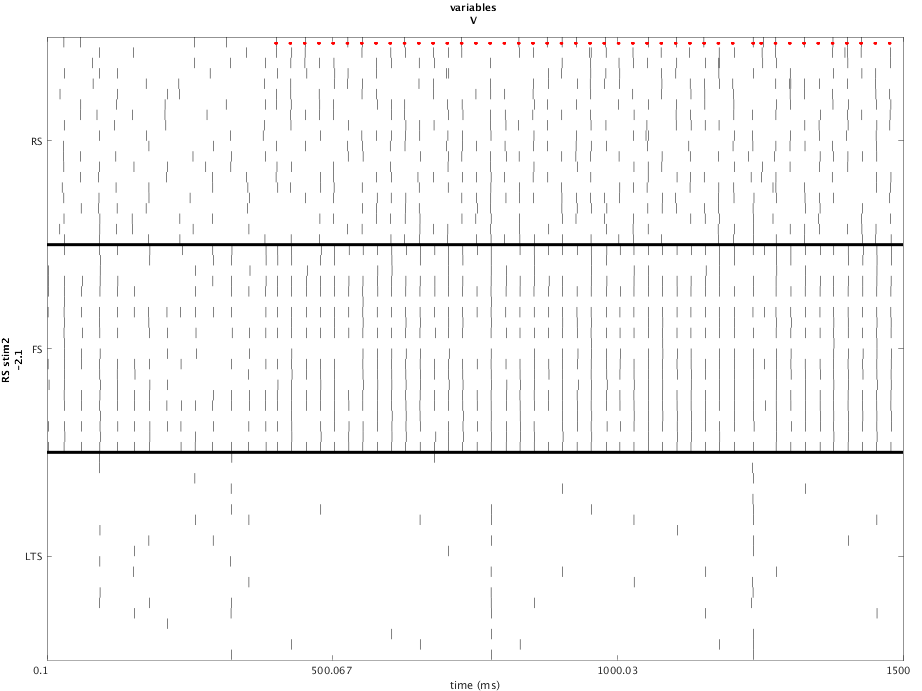 variables
V
RS
FS
LTS
RS stim2
-2.1
0.1
500.067
1000.03
1500
time (ms)